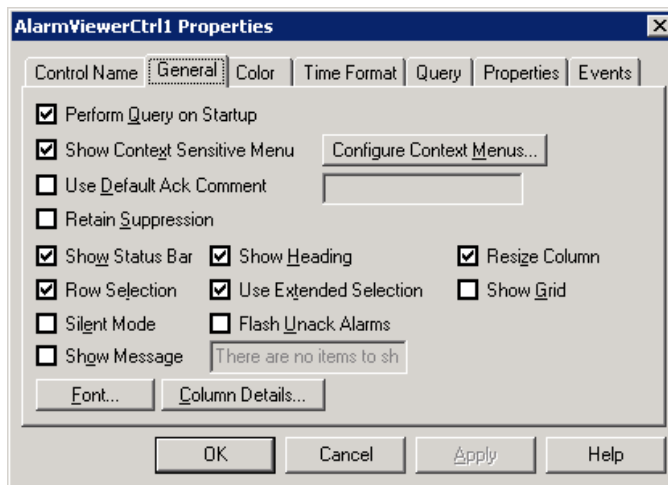 AlarmViewerCtrl1 Properties
Control Name General Color Time Format Query Properties Events
Perform Query on Startup
Show Context Sensitive Menu Configure Context Menus...
Use Default Ack Comment
Retain Suppression
Show Status Bar Show Heading Resize Column
Row Selection Use Extended Selection Show Grid
Silent Mode Flash Unack Alarms
Show Message There are no items to sh
Font... Column Details...
OK Cancel Apply Help